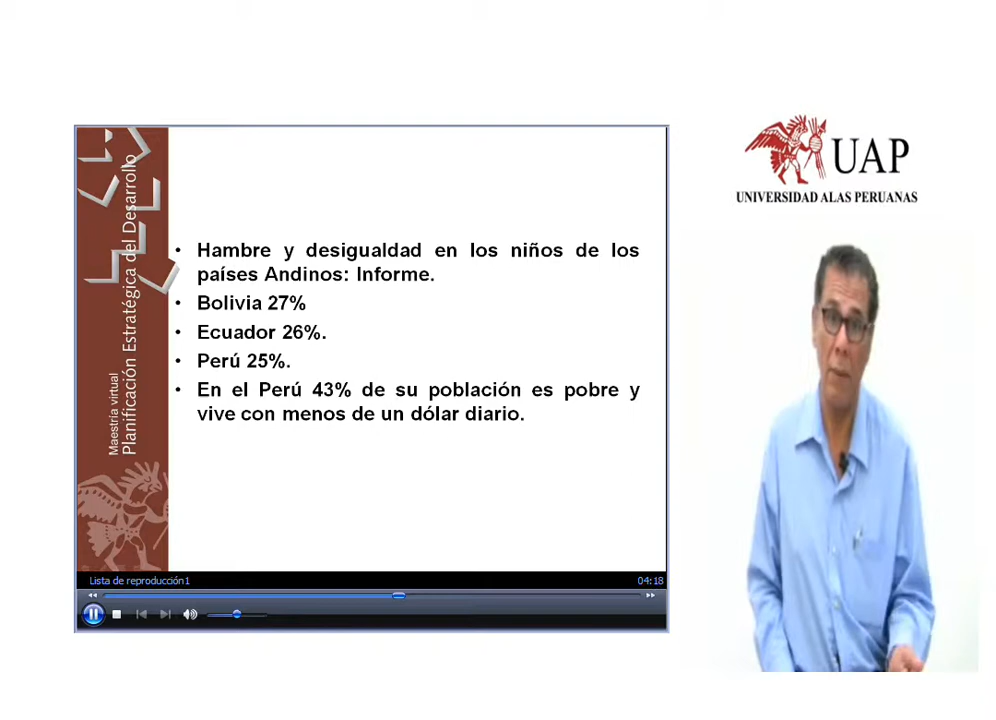 Maestría virtual
Planificación Estratégica del Desarrollo
• Hambre y desigualdad en los niños de los
países Andinos: Informe.
• Bolivia 27%
• Ecuador 26%.
• Perú 25%.
• En el Perú 43% de su población es pobre y
vive con menos de un dólar diario.
Lista de reproducción1
04:18
UAP
UNIVERSIDAD ALAS PERUANAS